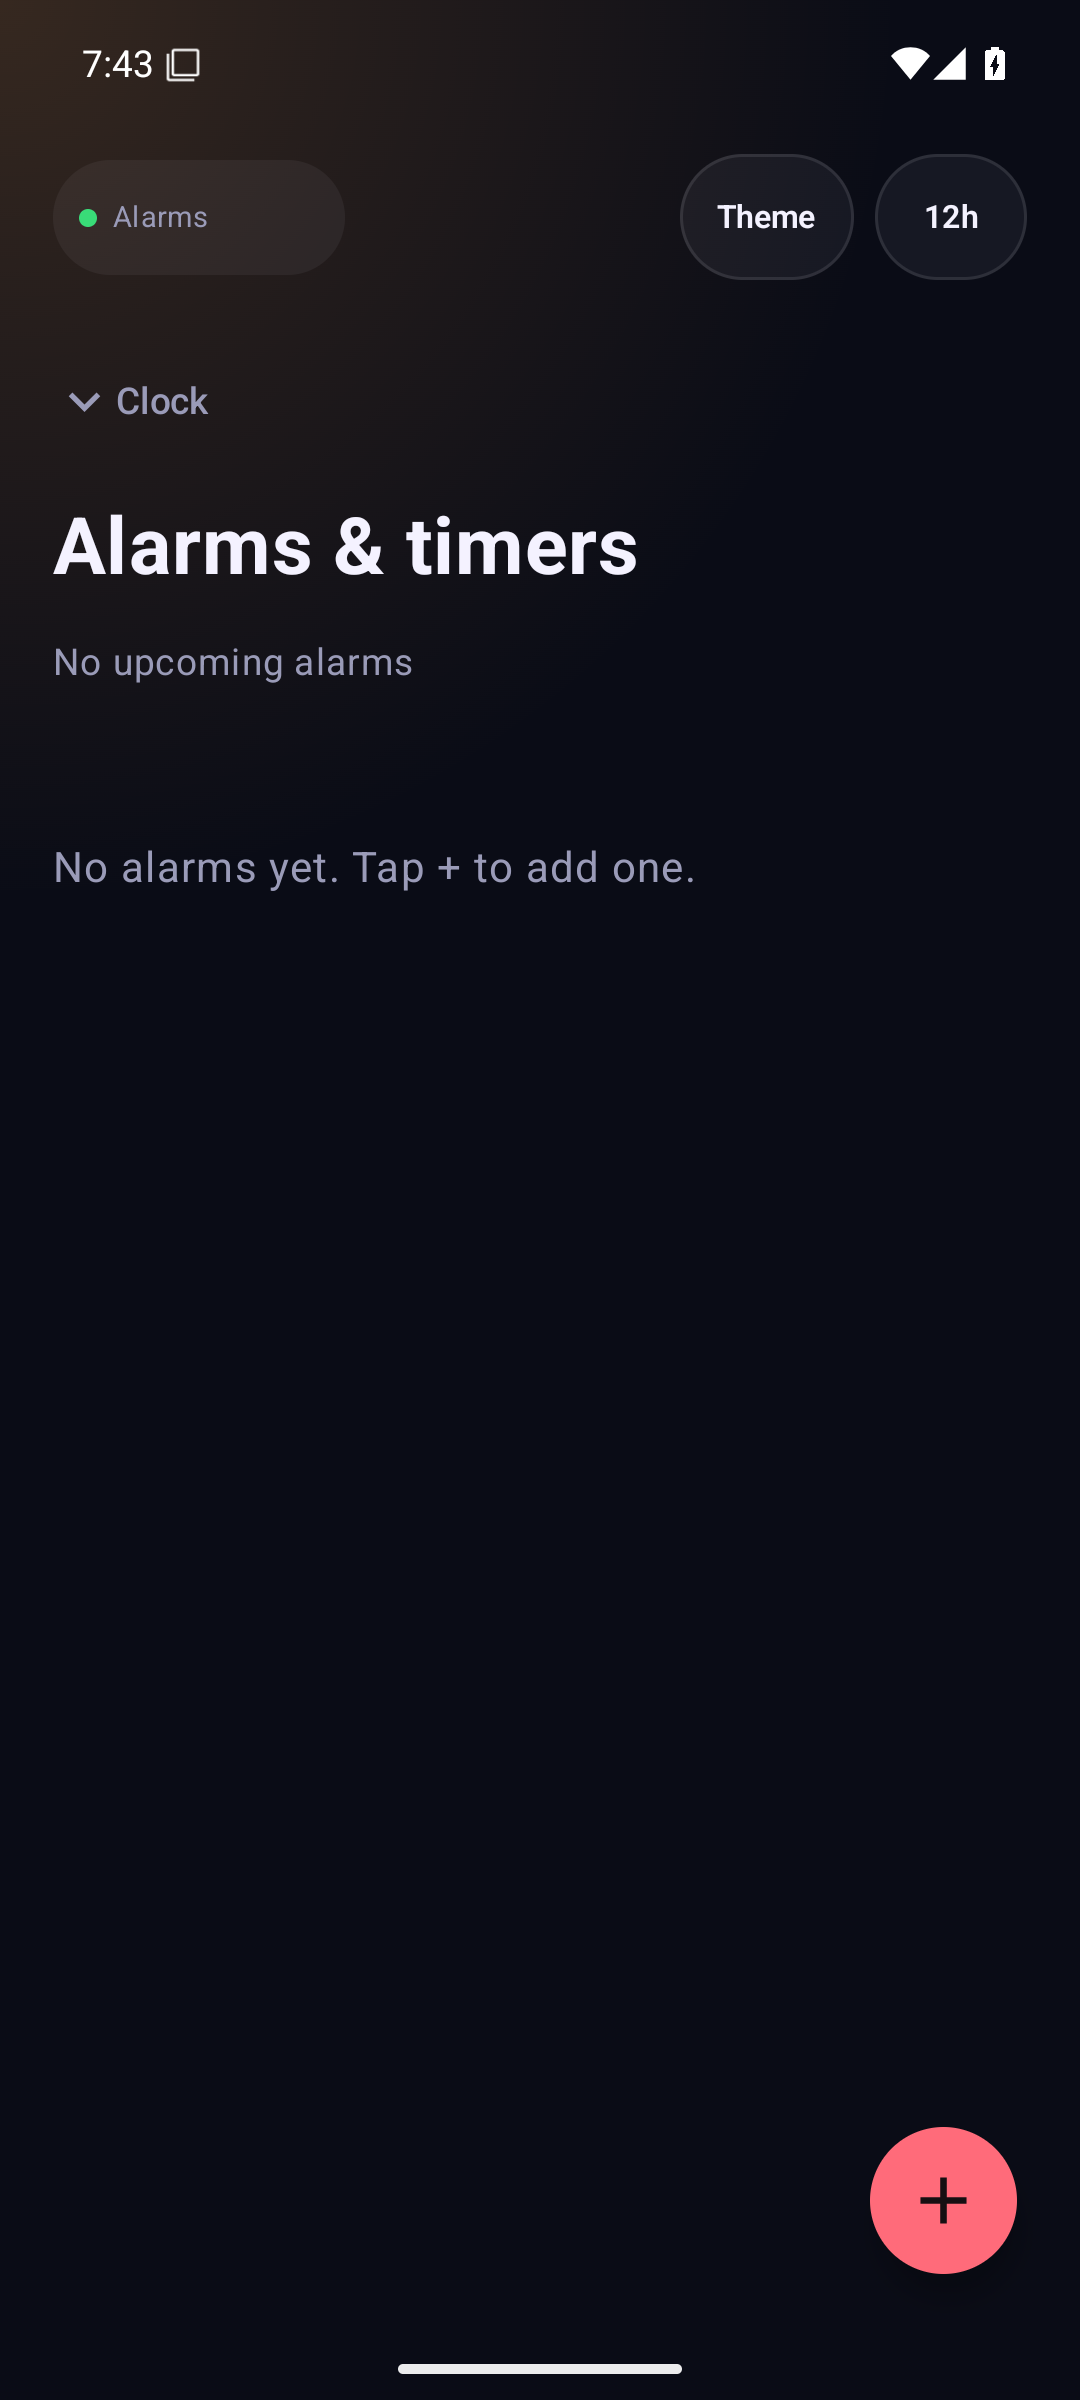 7:43
Alarms
Theme
12h
Clock
Alarms & timers
No upcoming alarms
No alarms yet. Tap + to add one.